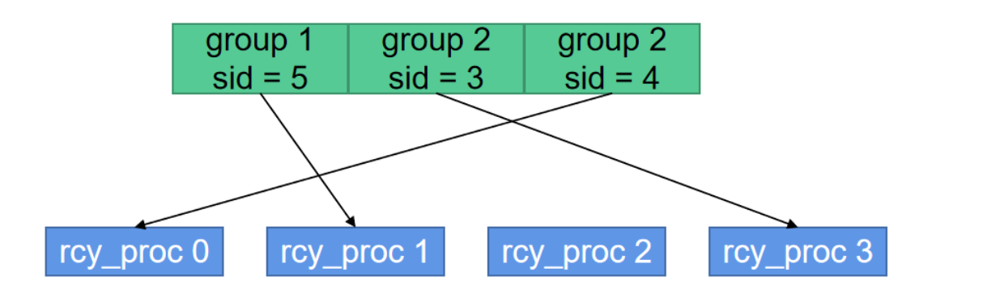 group 1
sid = 5
group 2
sid = 3
group 2
sid = 4
rcy_proc 0
rcy_proc 1
rcy_proc 2
rcy_proc 3